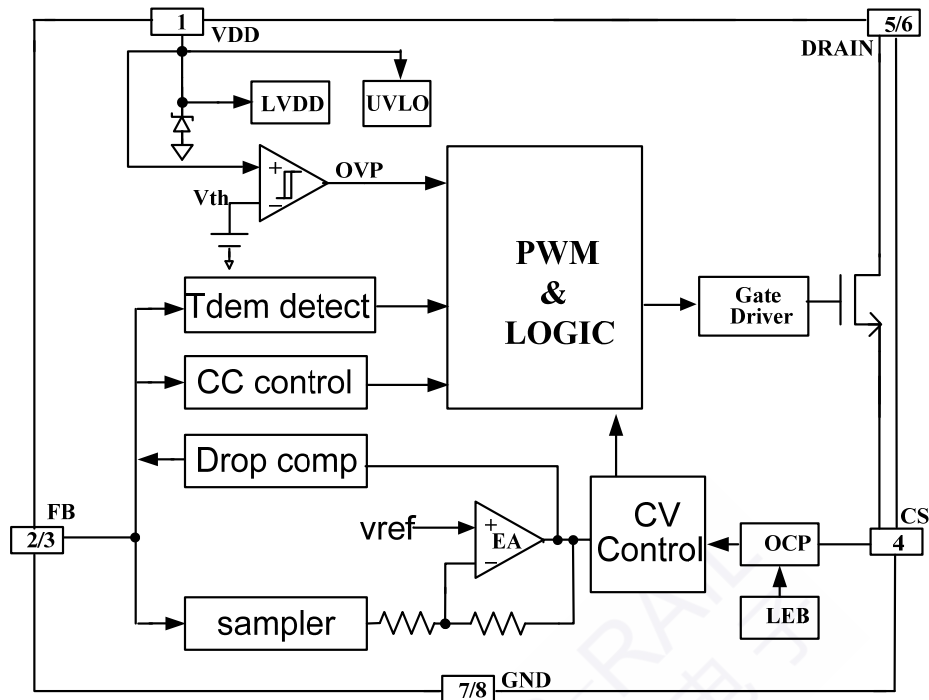 1
VDD
5/6
DRAIN
LVDD
UVLO
+
OVP
Vth
−
PWM
&
LOGIC
Tdem detect
Gate
Driver
CC control
Drop comp
FB
2/3
vref
+
EA
−
CV
Control
OCP
CS
4
sampler
LEB
7/8
GND